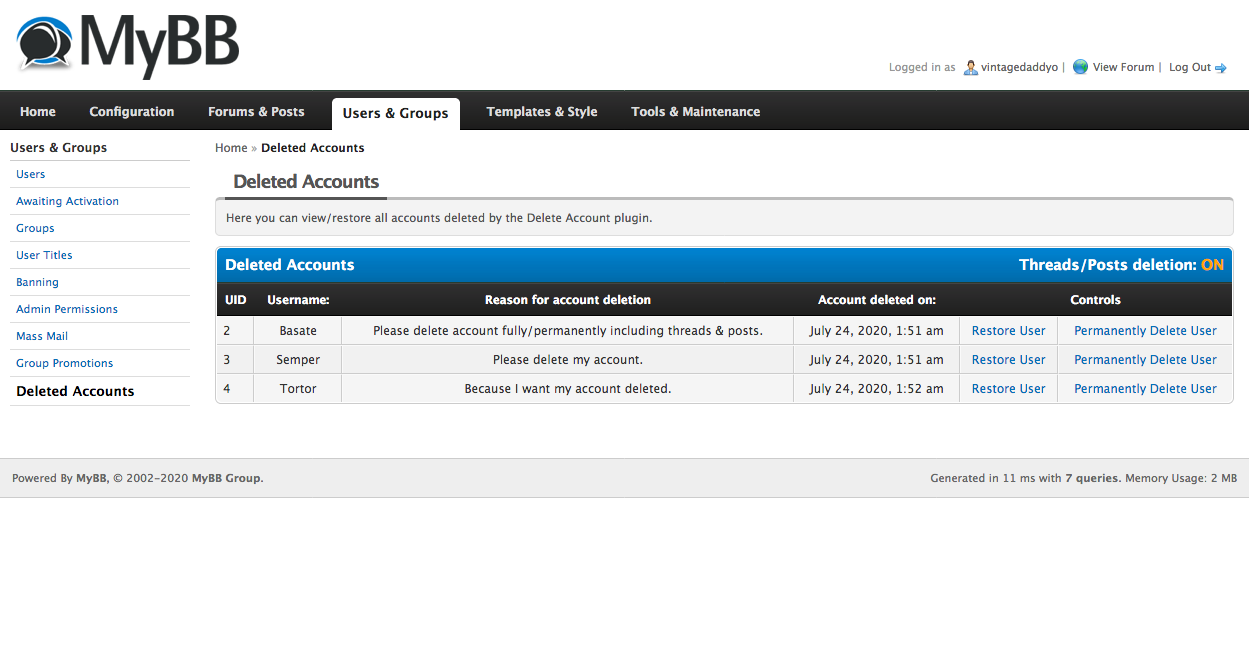 MyBB
Logged in as vintagedaddyo | View Forum | Log Out
Home Configuration Forums & Posts Users & Groups Templates & Style Tools & Maintenance
Users & Groups
Users
Awaiting Activation
Groups
User Titles
Banning
Admin Permissions
Mass Mail
Group Promotions
Deleted Accounts
Home » Deleted Accounts
Deleted Accounts
Here you can view/restore all accounts deleted by the Delete Account plugin.
Deleted Accounts Threads/Posts deletion: ON
UID Username: Reason for account deletion Account deleted on: Controls
2 Basate Please delete account fully/permanently including threads & posts. July 24, 2020, 1:51 am Restore User Permanently Delete User
3 Semper Please delete my account. July 24, 2020, 1:51 am Restore User Permanently Delete User
4 Tortor Because I want my account deleted. July 24, 2020, 1:52 am Restore User Permanently Delete User
Powered By MyBB, © 2002-2020 MyBB Group. Generated in 11 ms with 7 queries. Memory Usage: 2 MB